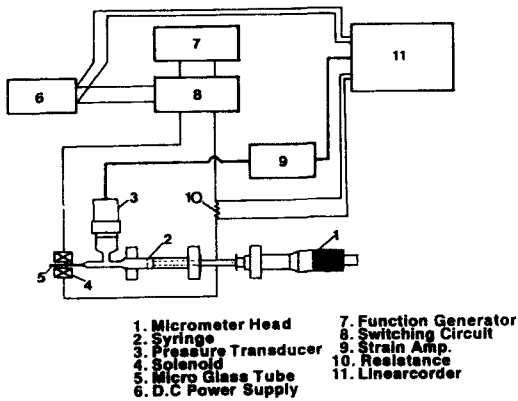 7
11
6
8
9
3
10
2
1
5
4
1. Micrometer Head
2. Syringe
3. Pressure Transducer
4. Solenoid
5. Micro Glass Tube
6. D.C Power Supply
7. Function Generator
8. Switching Circuit
9. Strain Amp.
10. Resistance
11. Linearcorder